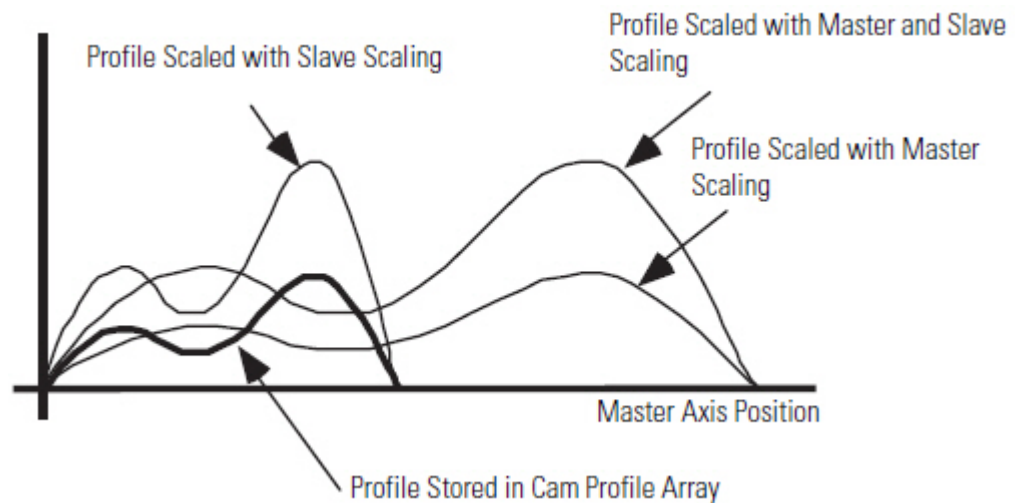 Profile Scaled with Slave Scaling
Profile Scaled with Master and Slave
Scaling
Profile Scaled with Master
Scaling
Master Axis Position
Profile Stored in Cam Profile Array